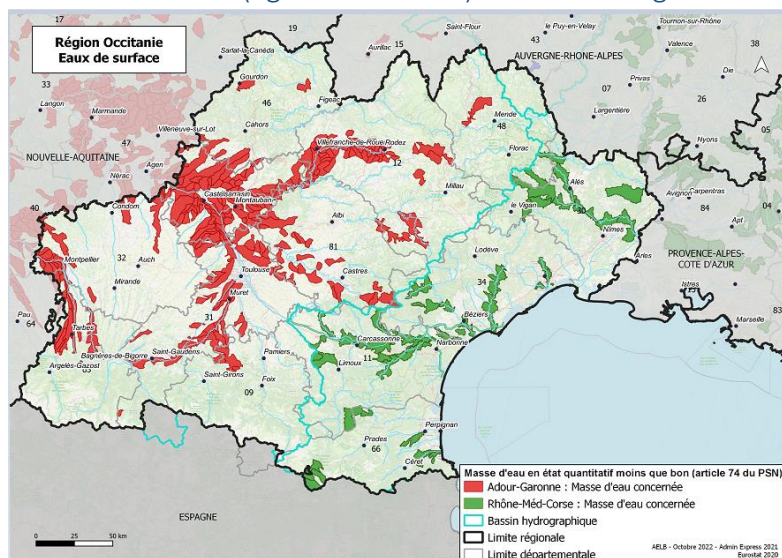 Région Occitanie
Eaux de surface
17
19
15
43
38
33
46
48
07
26
05
47
12
40
32
81
30
84
04
34
31
64
65
09
11
66
83
Sarlat-la-Canéda
Aurillac
Saint-Flour
le Puy-en-Velay
Tournon-sur-Rhône
AUVERGNE-RHONE-ALPES
Valence
Gourdon
Privas
Die
Langon
Marmande
Figeac
Largentière
Mende
Villeneuve-sur-Lot
Cahors
Florac
Nyons
NOUVELLE-AQUITAINE
Agen
Villefranche-de-Rouergue
Rodez
Nérac
Castelsarrasin
Montauban
Millau
Alès
Avignon
Carpentras
Condom
Albi
le Vigan
Apt
Nîmes
Montpellier
Auch
Lodève
Arles
PROVENCE-ALPES-
COTE D'AZUR
Mirande
Toulouse
Castres
Istres
Muret
Béziers
Marseille
Pau
Tarbes
Carcassonne
Narbonne
Bagnères-de-Bigorre
Saint-Gaudens
Pamiers
Limoux
Argelès-Gazost
Saint-Girons
Foix
Perpignan
Prades
Céret
ESPAGNE
Masse d'eau en état quantitatif moins que bon (article 74 du PSN)
Adour-Garonne : Masse d'eau concernée
Rhône-Méd-Corse : Masse d'eau concernée
Bassin hydrographique
Limite régionale
Limite départementale
0 25 50 km
AELB - Octobre 2022 - Admin Express 2021
Eurostat 2020